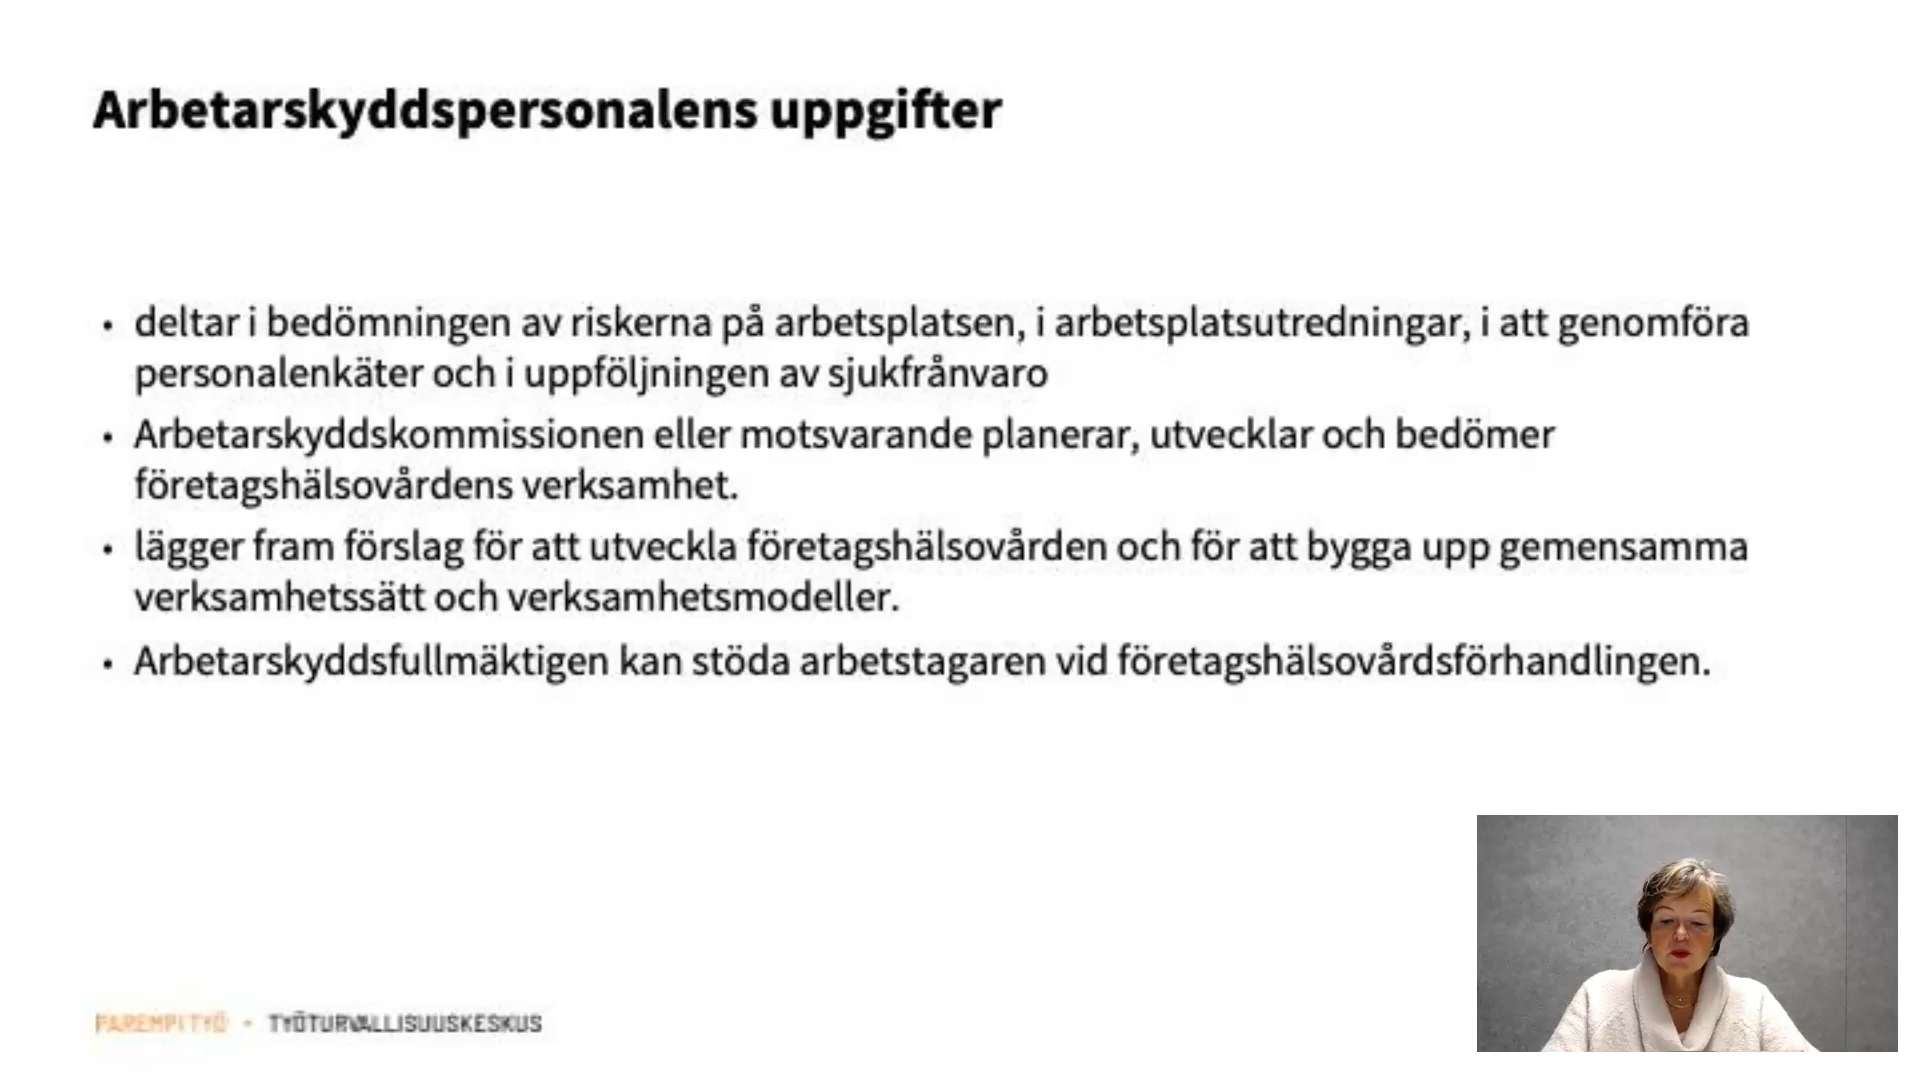 Arbetarskyddspersonalens uppgifter
• deltar i bedömningen av riskerna på arbetsplatsen, i arbetsplatsutredningar, i att genomföra
personalenkäter och i uppföljningen av sjukfrånvaro
• Arbetarskyddskommissionen eller motsvarande planerar, utvecklar och bedömer
företagshälsovårdens verksamhet.
• lägger fram förslag för att utveckla företagshälsovården och för att bygga upp gemensamma
verksamhetssätt och verksamhetsmodeller.
• Arbetarskyddsfullmäktigen kan stöda arbetstagaren vid företagshälsovårdsförhandlingen.
PAREMPI TYÖ • TYÖTURVALLISUUSKESKUS